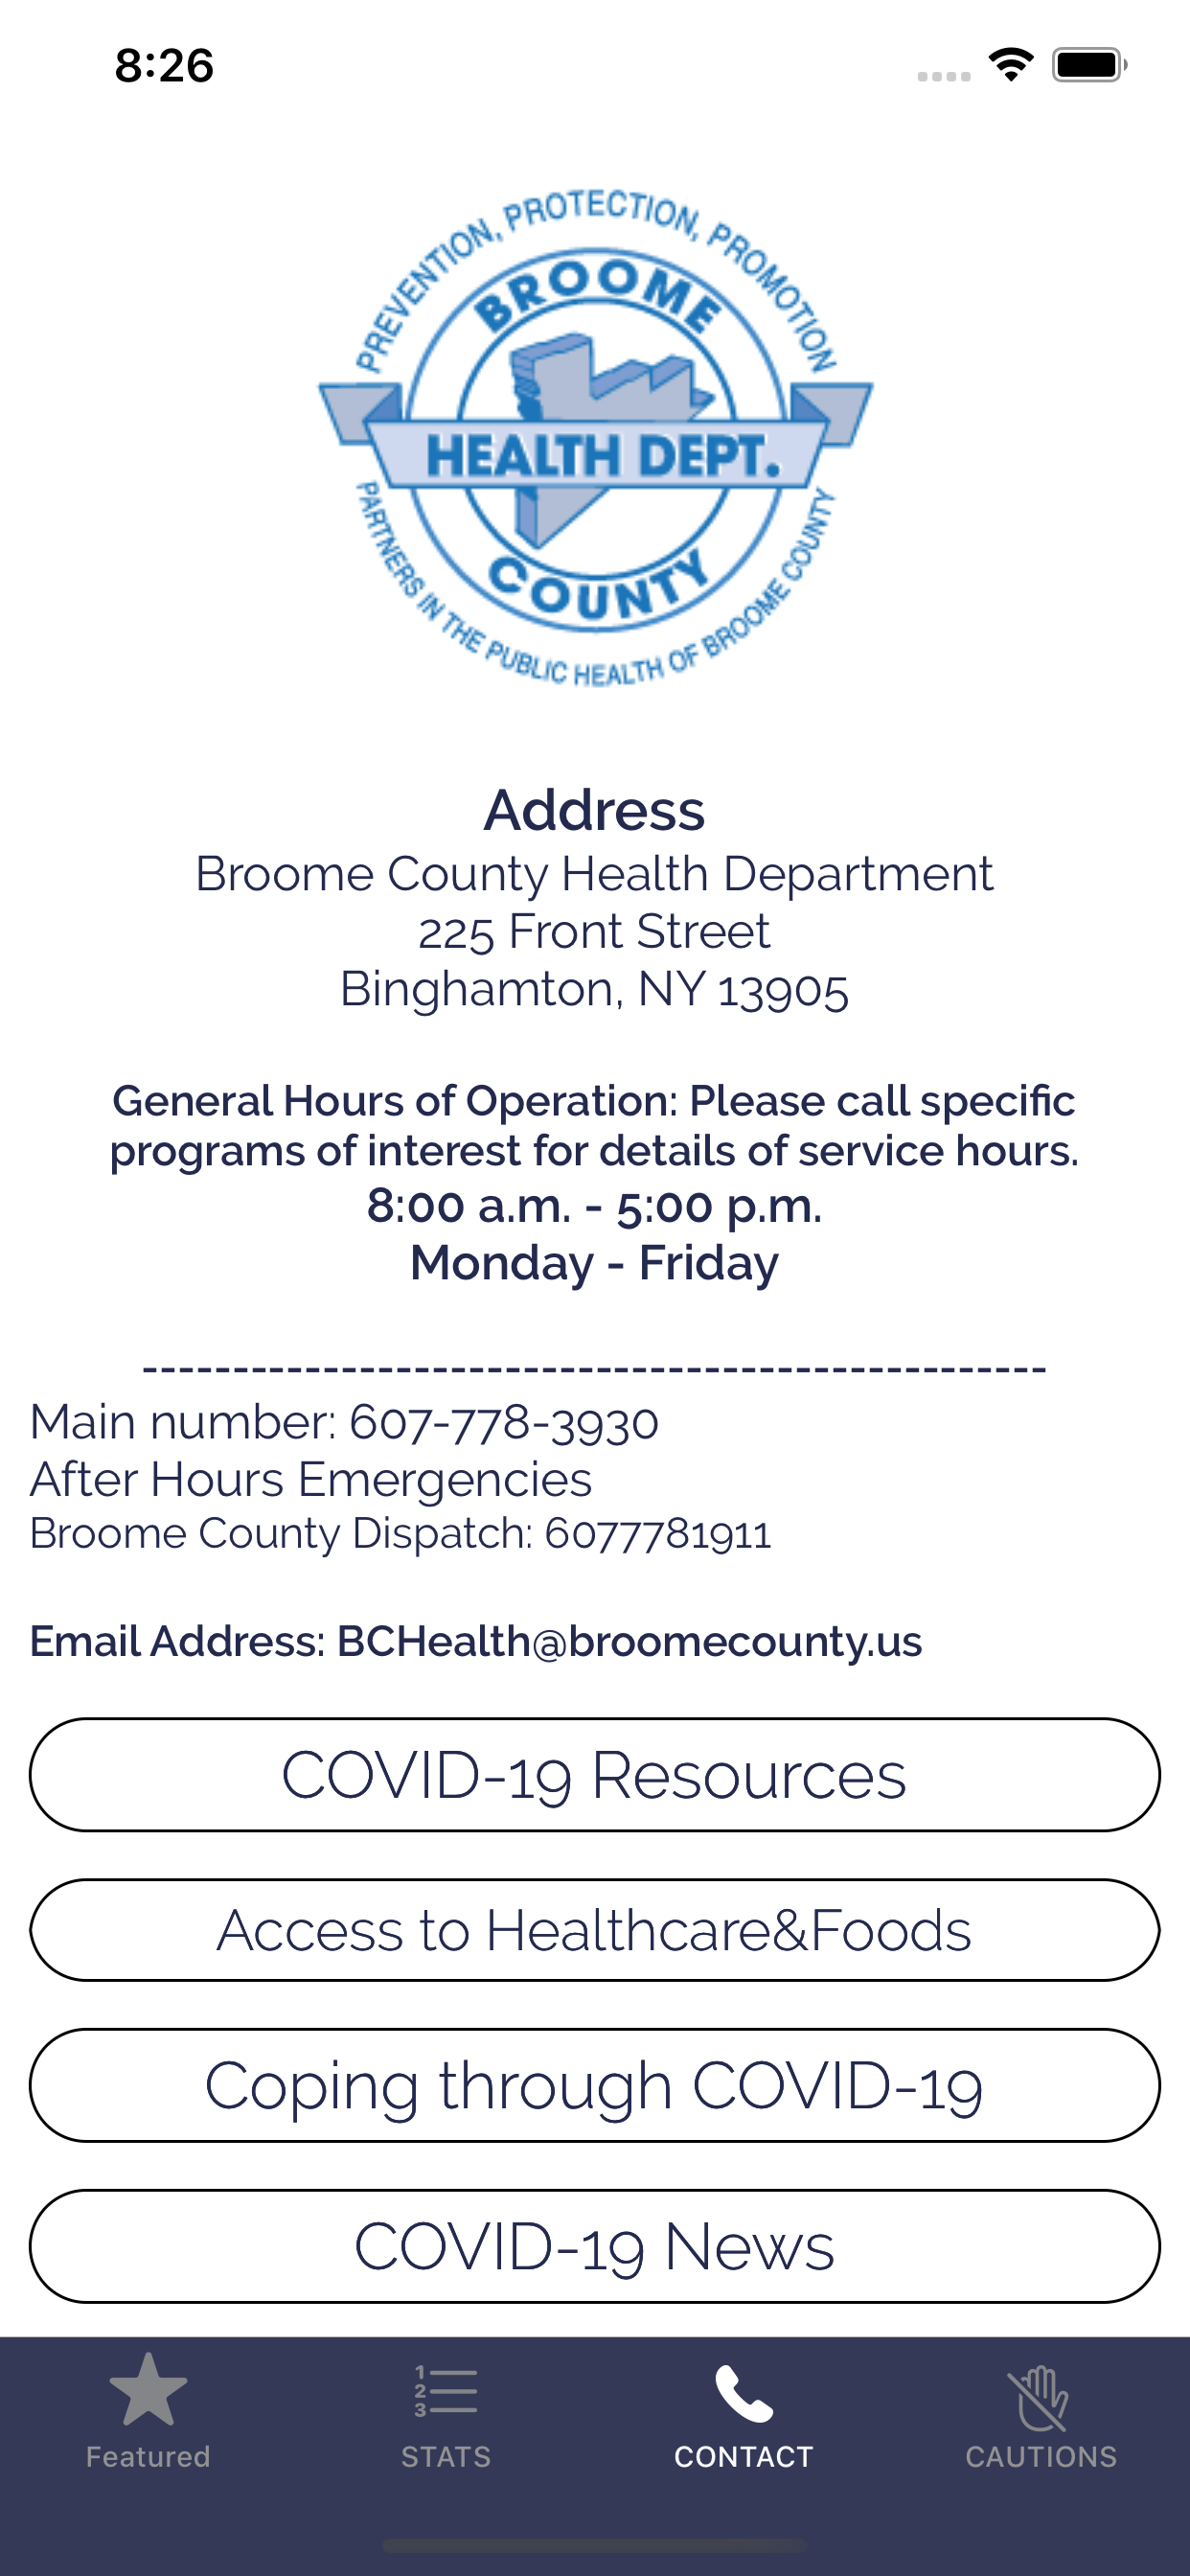 8:26
PREVENTION, PROTECTION, PROMOTION
BROOME
HEALTH DEPT.
COUNTY
PARTNERS IN THE PUBLIC HEALTH OF BROOME COUNTY
Address
Broome County Health Department
225 Front Street
Binghamton, NY 13905
General Hours of Operation: Please call specific
programs of interest for details of service hours.
8:00 a.m. - 5:00 p.m.
Monday - Friday
--------------------------------------------------
Main number: 607-778-3930
After Hours Emergencies
Broome County Dispatch: 6077781911
Email Address: BCHealth@broomecounty.us
COVID-19 Resources
Access to Healthcare&Foods
Coping through COVID-19
COVID-19 News
1
2
3
Featured STATS CONTACT CAUTIONS